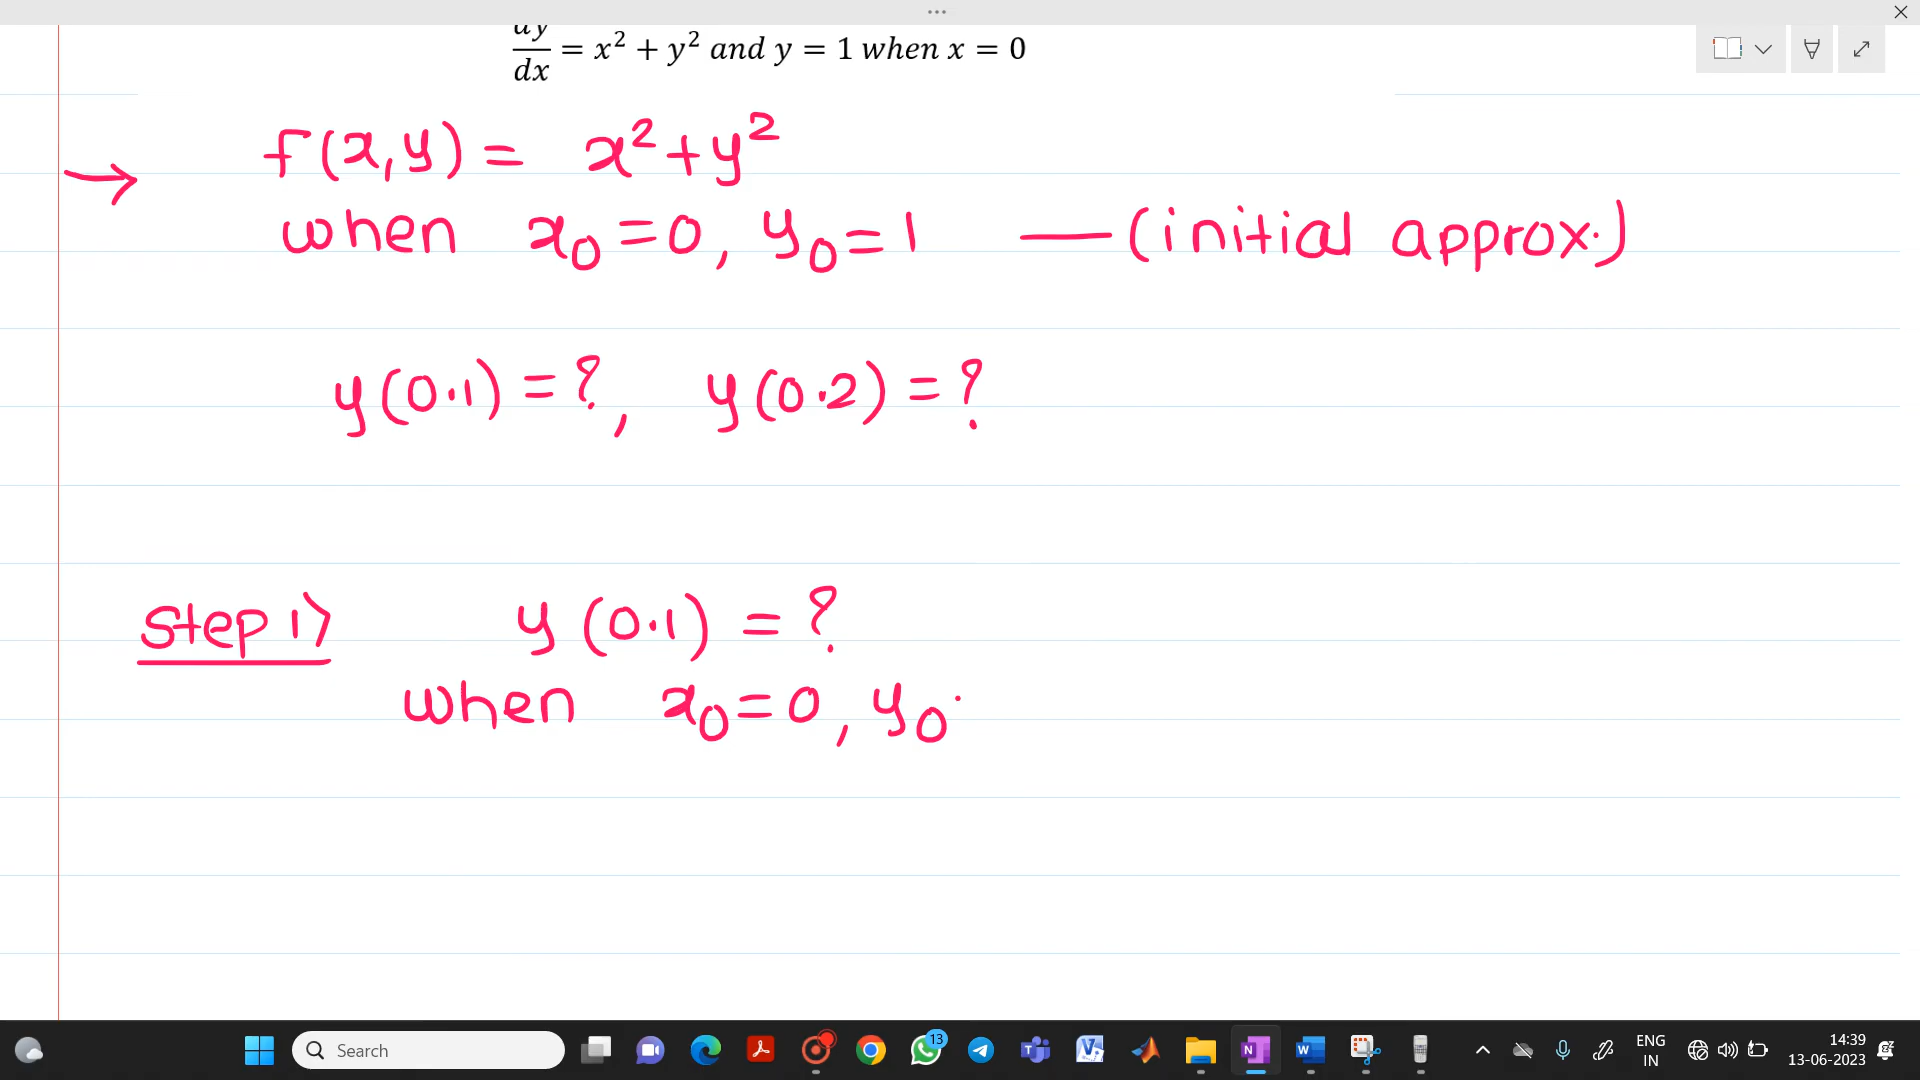 dy/dx = x² + y² and y = 1 when x = 0
→ f(x,y) = x²+y²
when x₀=0, y₀=1 —(initial approx.)
y(0.1) = ?, y(0.2) = ?
Step 1) y(0.1) = ?
when x₀=0, y₀
Search
13
ENG
IN
14:39
13-06-2023